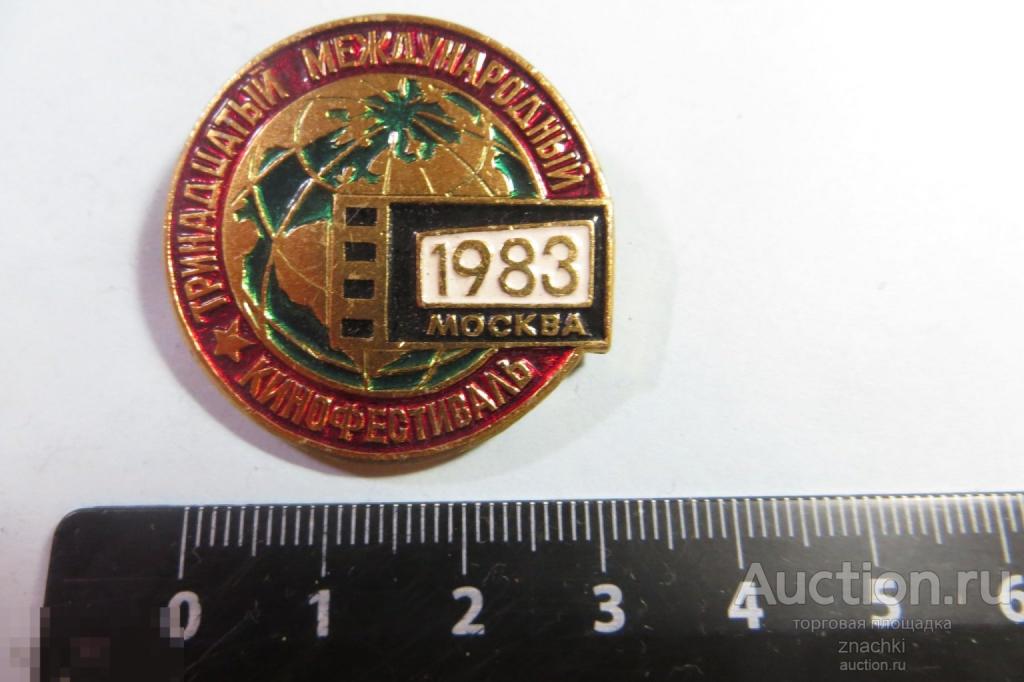 ТРИНАДЦАТЫЙ МЕЖДУНАРОДНЫЙ
1983
МОСКВА
КИНОФЕСТИВАЛЬ
0 1 2 3 4 5 6
Auction.ru
торговая площадка
znachki
auction.ru